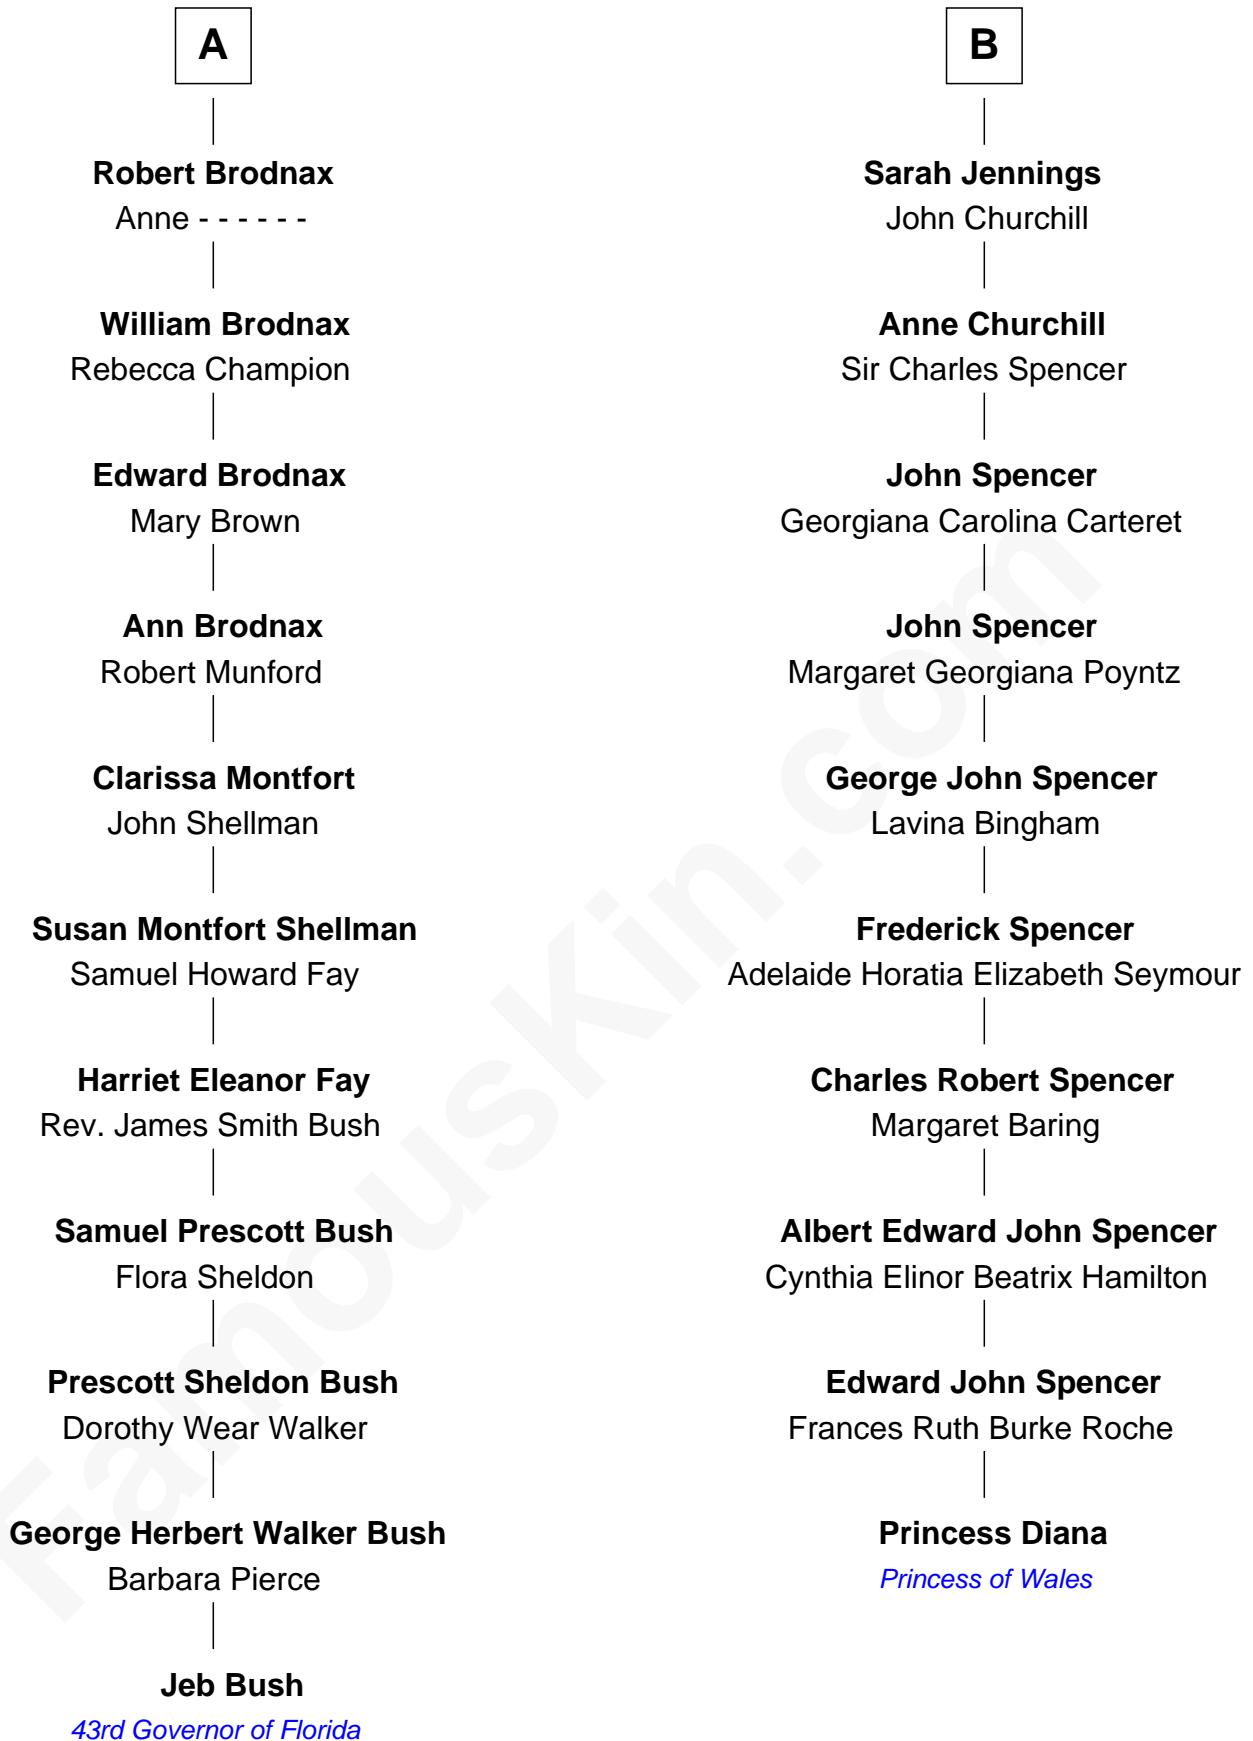 A
Robert Brodnax
Anne - - - - - -
William Brodnax
Rebecca Champion
Edward Brodnax
Mary Brown
Ann Brodnax
Robert Munford
Clarissa Montfort
John Shellman
Susan Montfort Shellman
Samuel Howard Fay
Harriet Eleanor Fay
Rev. James Smith Bush
Samuel Prescott Bush
Flora Sheldon
Prescott Sheldon Bush
Dorothy Wear Walker
George Herbert Walker Bush
Barbara Pierce
Jeb Bush
43rd Governor of Florida
B
Sarah Jennings
John Churchill
Anne Churchill
Sir Charles Spencer
John Spencer
Georgiana Carolina Carteret
John Spencer
Margaret Georgiana Poyntz
George John Spencer
Lavina Bingham
Frederick Spencer
Adelaide Horatia Elizabeth Seymour
Charles Robert Spencer
Margaret Baring
Albert Edward John Spencer
Cynthia Elinor Beatrix Hamilton
Edward John Spencer
Frances Ruth Burke Roche
Princess Diana
Princess of Wales
FamousKin.com